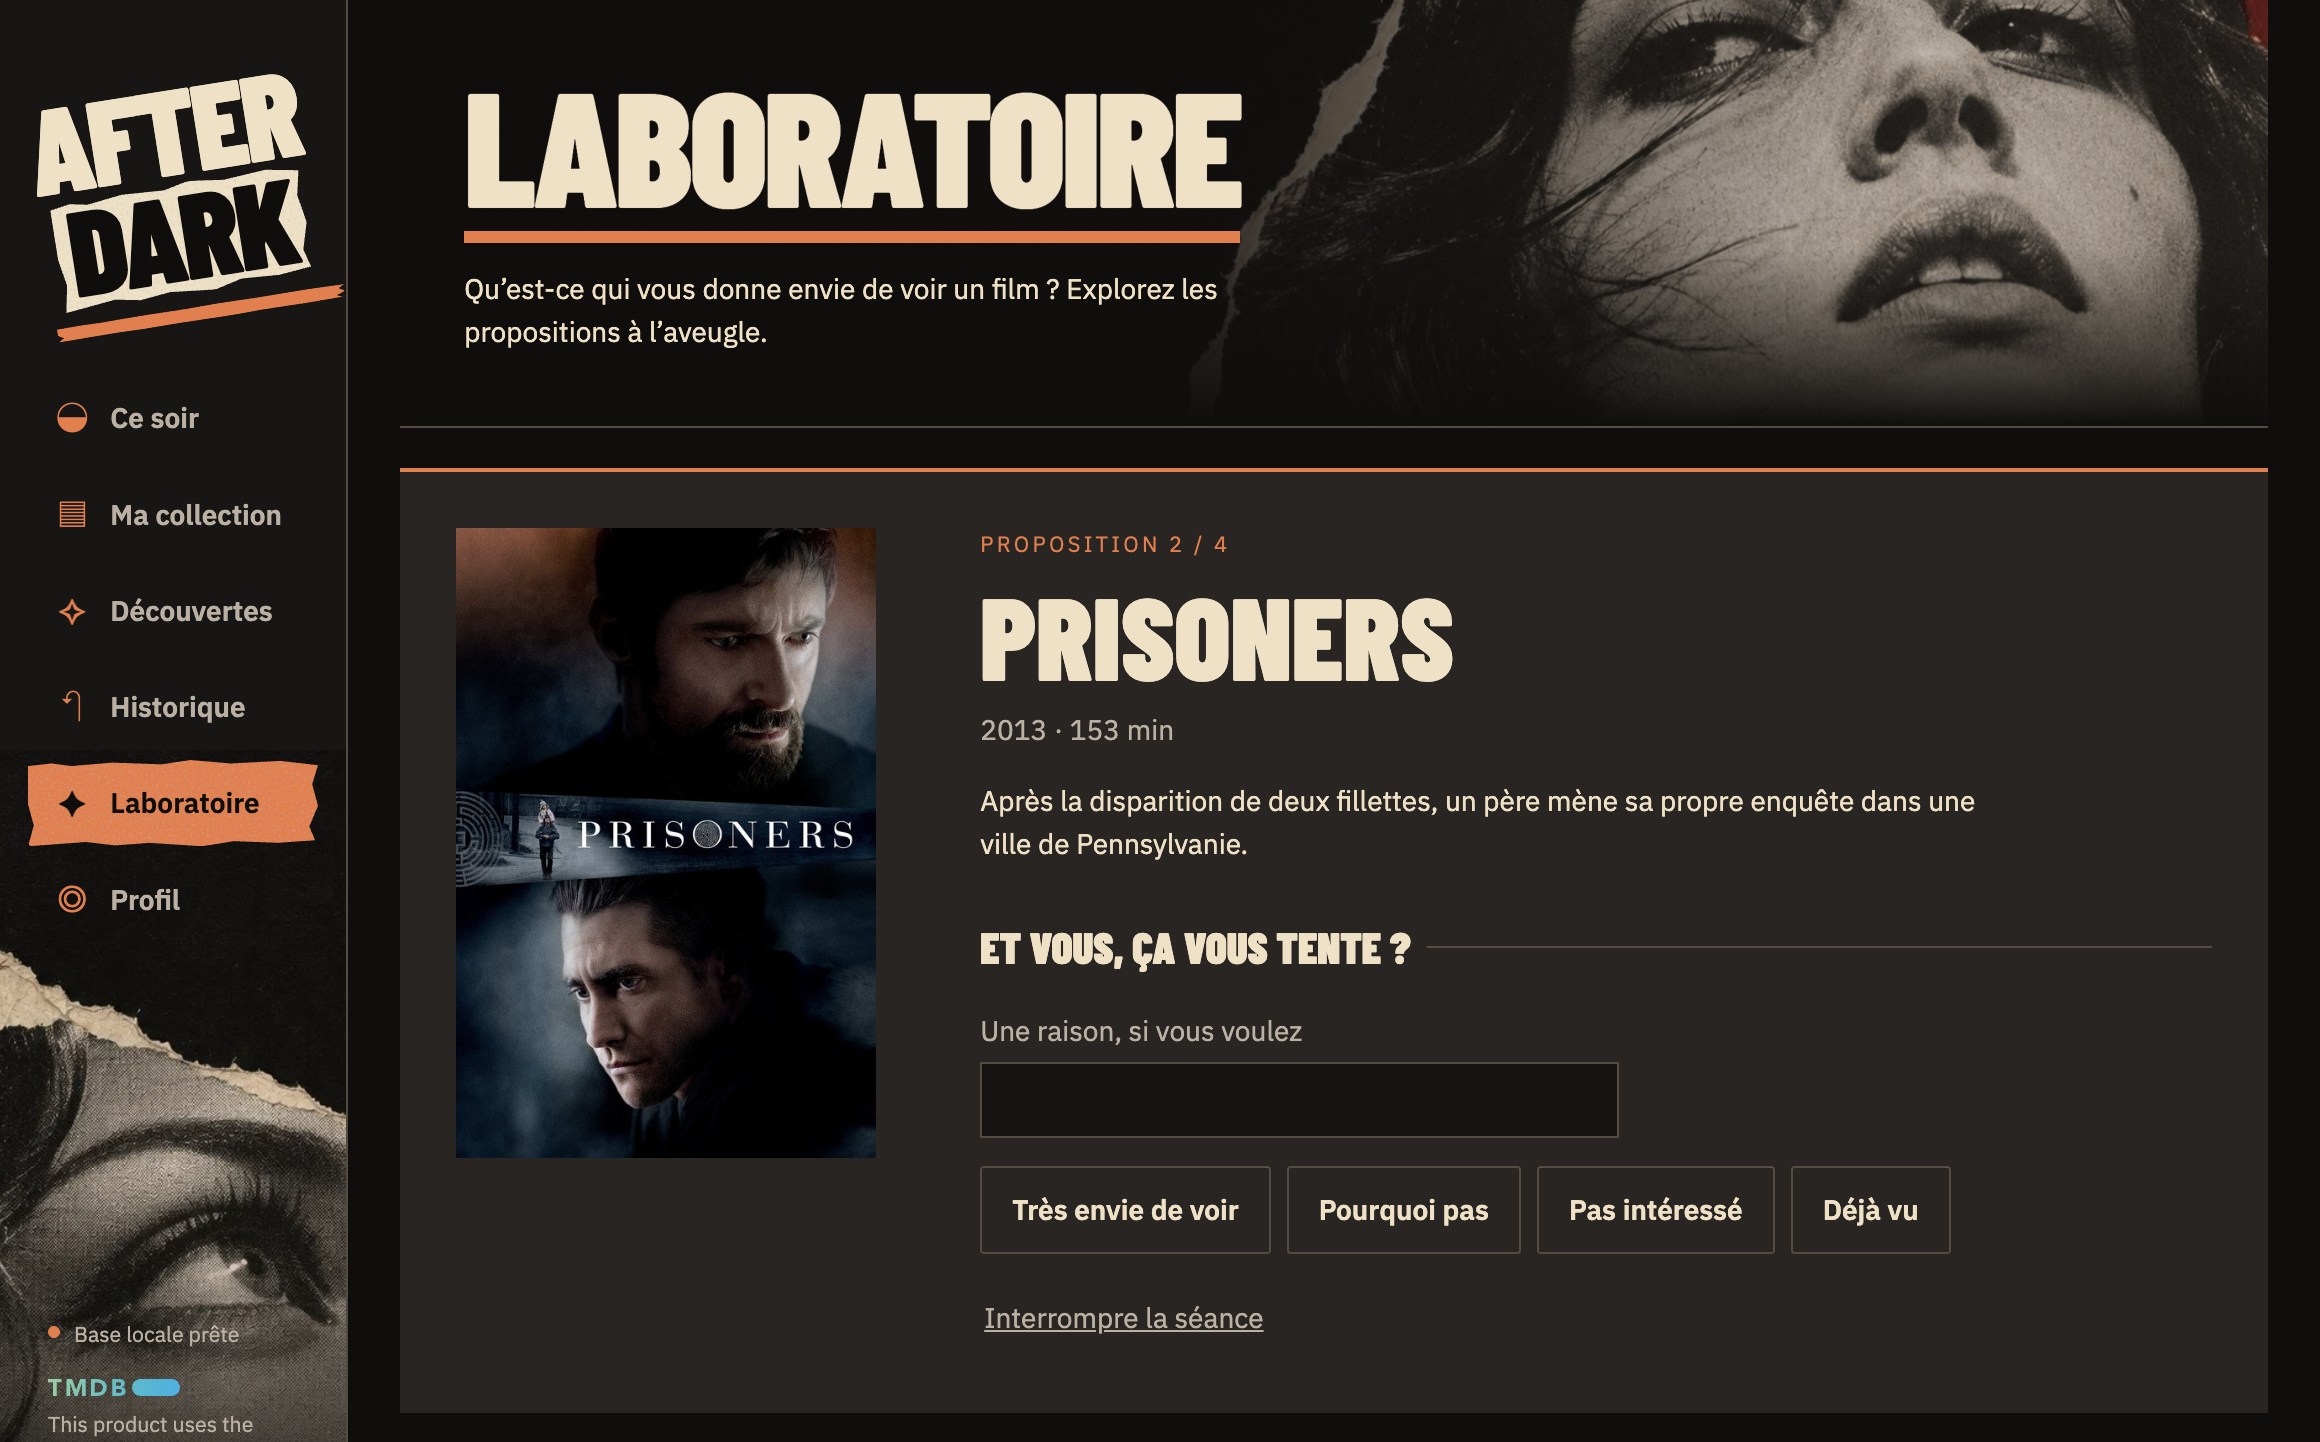 AFTER
DARK
Ce soir
Ma collection
Découvertes
Historique
Laboratoire
Profil
Base locale prête
TMDB
This product uses the
LABORATOIRE
Qu’est-ce qui vous donne envie de voir un film ? Explorez les
propositions à l’aveugle.
PRISONERS
PROPOSITION 2 / 4
PRISONERS
2013 · 153 min
Après la disparition de deux fillettes, un père mène sa propre enquête dans une
ville de Pennsylvanie.
ET VOUS, ÇA VOUS TENTE ?
Une raison, si vous voulez
Très envie de voir
Pourquoi pas
Pas intéressé
Déjà vu
Interrompre la séance